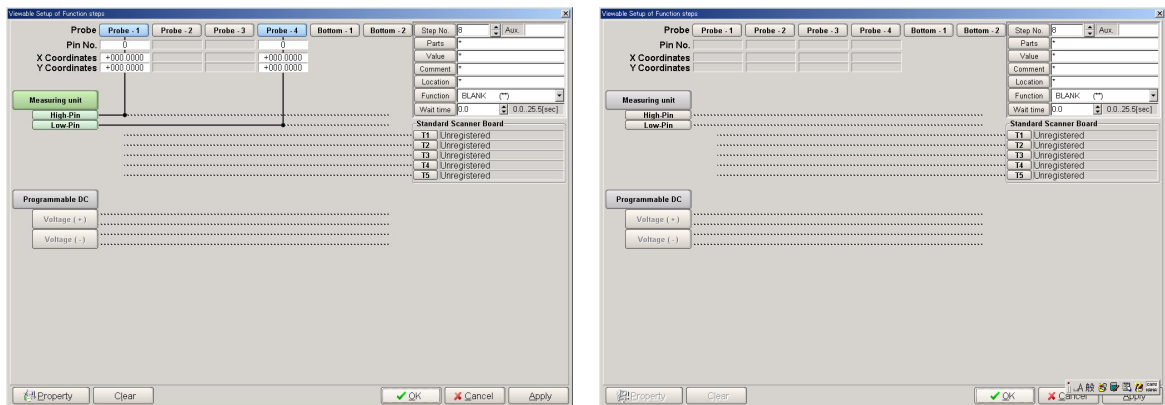 Viewable Setup of Function steps
Probe Probe - 1 Probe - 2 Probe - 3 Probe - 4 Bottom - 1 Bottom - 2 Step No. 8 Aux.
Pin No. 0 0 Parts *
X Coordinates +000.0000 +000.0000 Value *
Y Coordinates +000.0000 +000.0000 Comment *
Location *
Measuring unit Function BLANK (**)
High-Pin Wait time 0.0 0.0..25.5[sec]
Low-Pin Standard Scanner Board
T1 Unregistered
T2 Unregistered
T3 Unregistered
T4 Unregistered
T5 Unregistered
Programmable DC
Voltage ( + )
Voltage ( - )
Property Clear OK Cancel Apply
Viewable Setup of Function steps
Probe Probe - 1 Probe - 2 Probe - 3 Probe - 4 Bottom - 1 Bottom - 2 Step No. 8 Aux.
Pin No. Parts *
X Coordinates Value *
Y Coordinates Comment *
Location *
Measuring unit Function BLANK (**)
High-Pin Wait time 0.0 0.0..25.5[sec]
Low-Pin Standard Scanner Board
T1 Unregistered
T2 Unregistered
T3 Unregistered
T4 Unregistered
T5 Unregistered
Programmable DC
Voltage ( + )
Voltage ( - )
Property Clear OK Cancel Apply
A 般 CAPS KANA